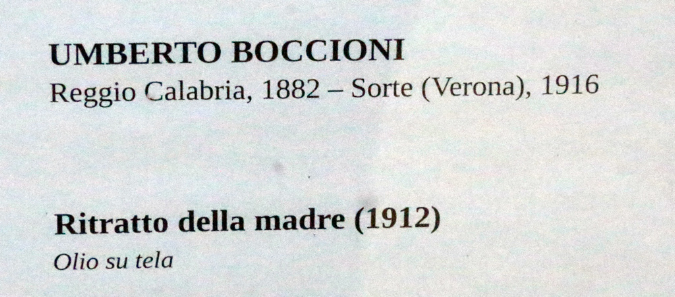 UMBERTO BOCCIONI
Reggio Calabria, 1882 – Sorte (Verona), 1916
Ritratto della madre (1912)
Olio su tela